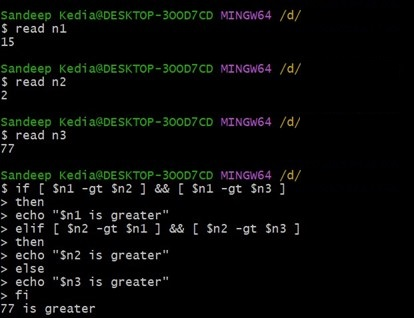 Sandeep Kedia@DESKTOP-3OOD7CD MINGW64 /d/
$ read n1
15
Sandeep Kedia@DESKTOP-3OOD7CD MINGW64 /d/
$ read n2
2
Sandeep Kedia@DESKTOP-3OOD7CD MINGW64 /d/
$ read n3
77
Sandeep Kedia@DESKTOP-3OOD7CD MINGW64 /d/
$ if [ $n1 -gt $n2 ] && [ $n1 -gt $n3 ]
> then
> echo "$n1 is greater"
> elif [ $n2 -gt $n1 ] && [ $n2 -gt $n3 ]
> then
> echo "$n2 is greater"
> else
> echo "$n3 is greater"
> fi
77 is greater